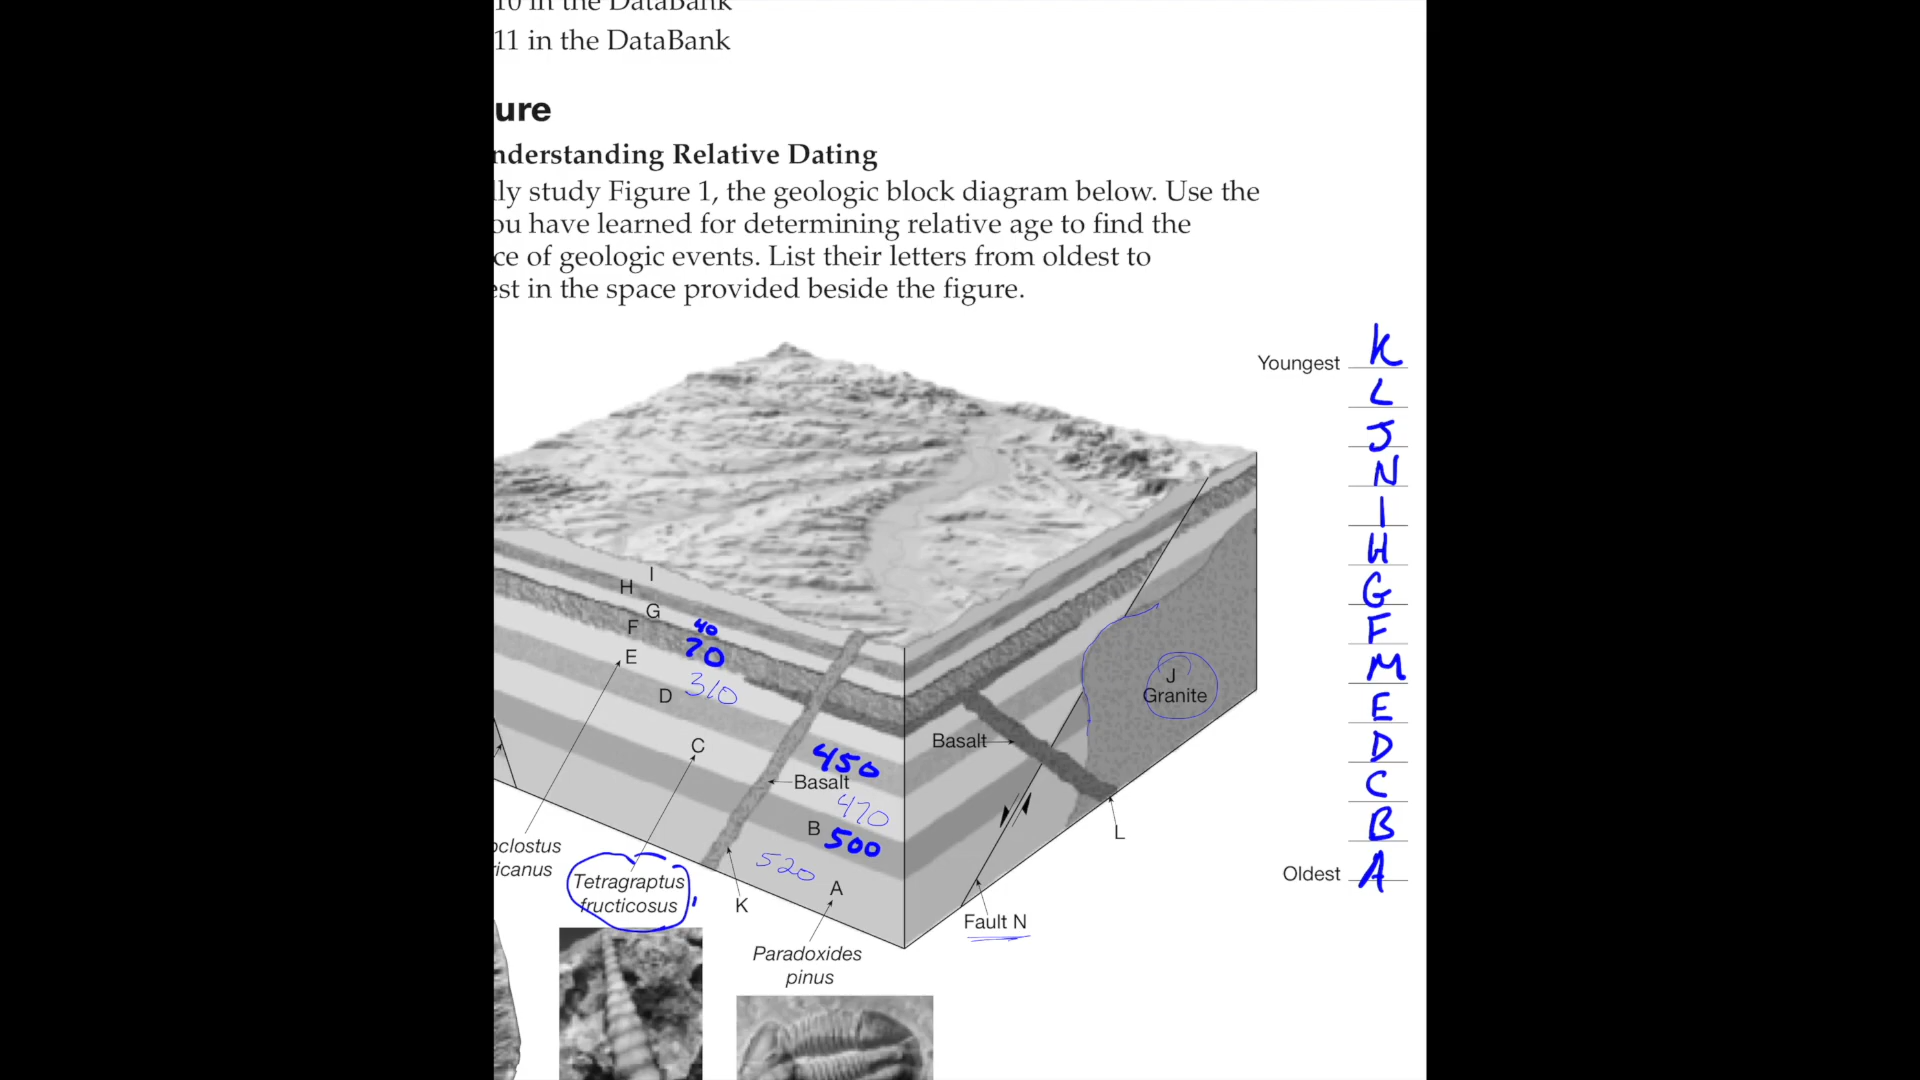 11 in the DataBank
ure
nderstanding Relative Dating
lly study Figure 1, the geologic block diagram below. Use the
ou have learned for determining relative age to find the
ce of geologic events. List their letters from oldest to
est in the space provided beside the figure.
Youngest K
L
J
N
I
H
G
F
M
E
D
C
B
Oldest A
I
H
G
F 40
E 70
D 310
C
450
Basalt
470
B 500
520
A
K
J
Granite
Basalt
L
Fault N
oclostus
ricanus
Tetragraptus
fructicosus
Paradoxides
pinus